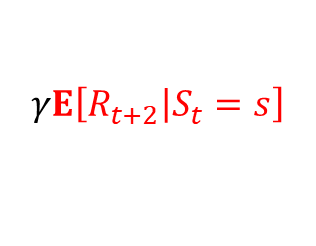 γE[R_{t+2}|S_t = s]